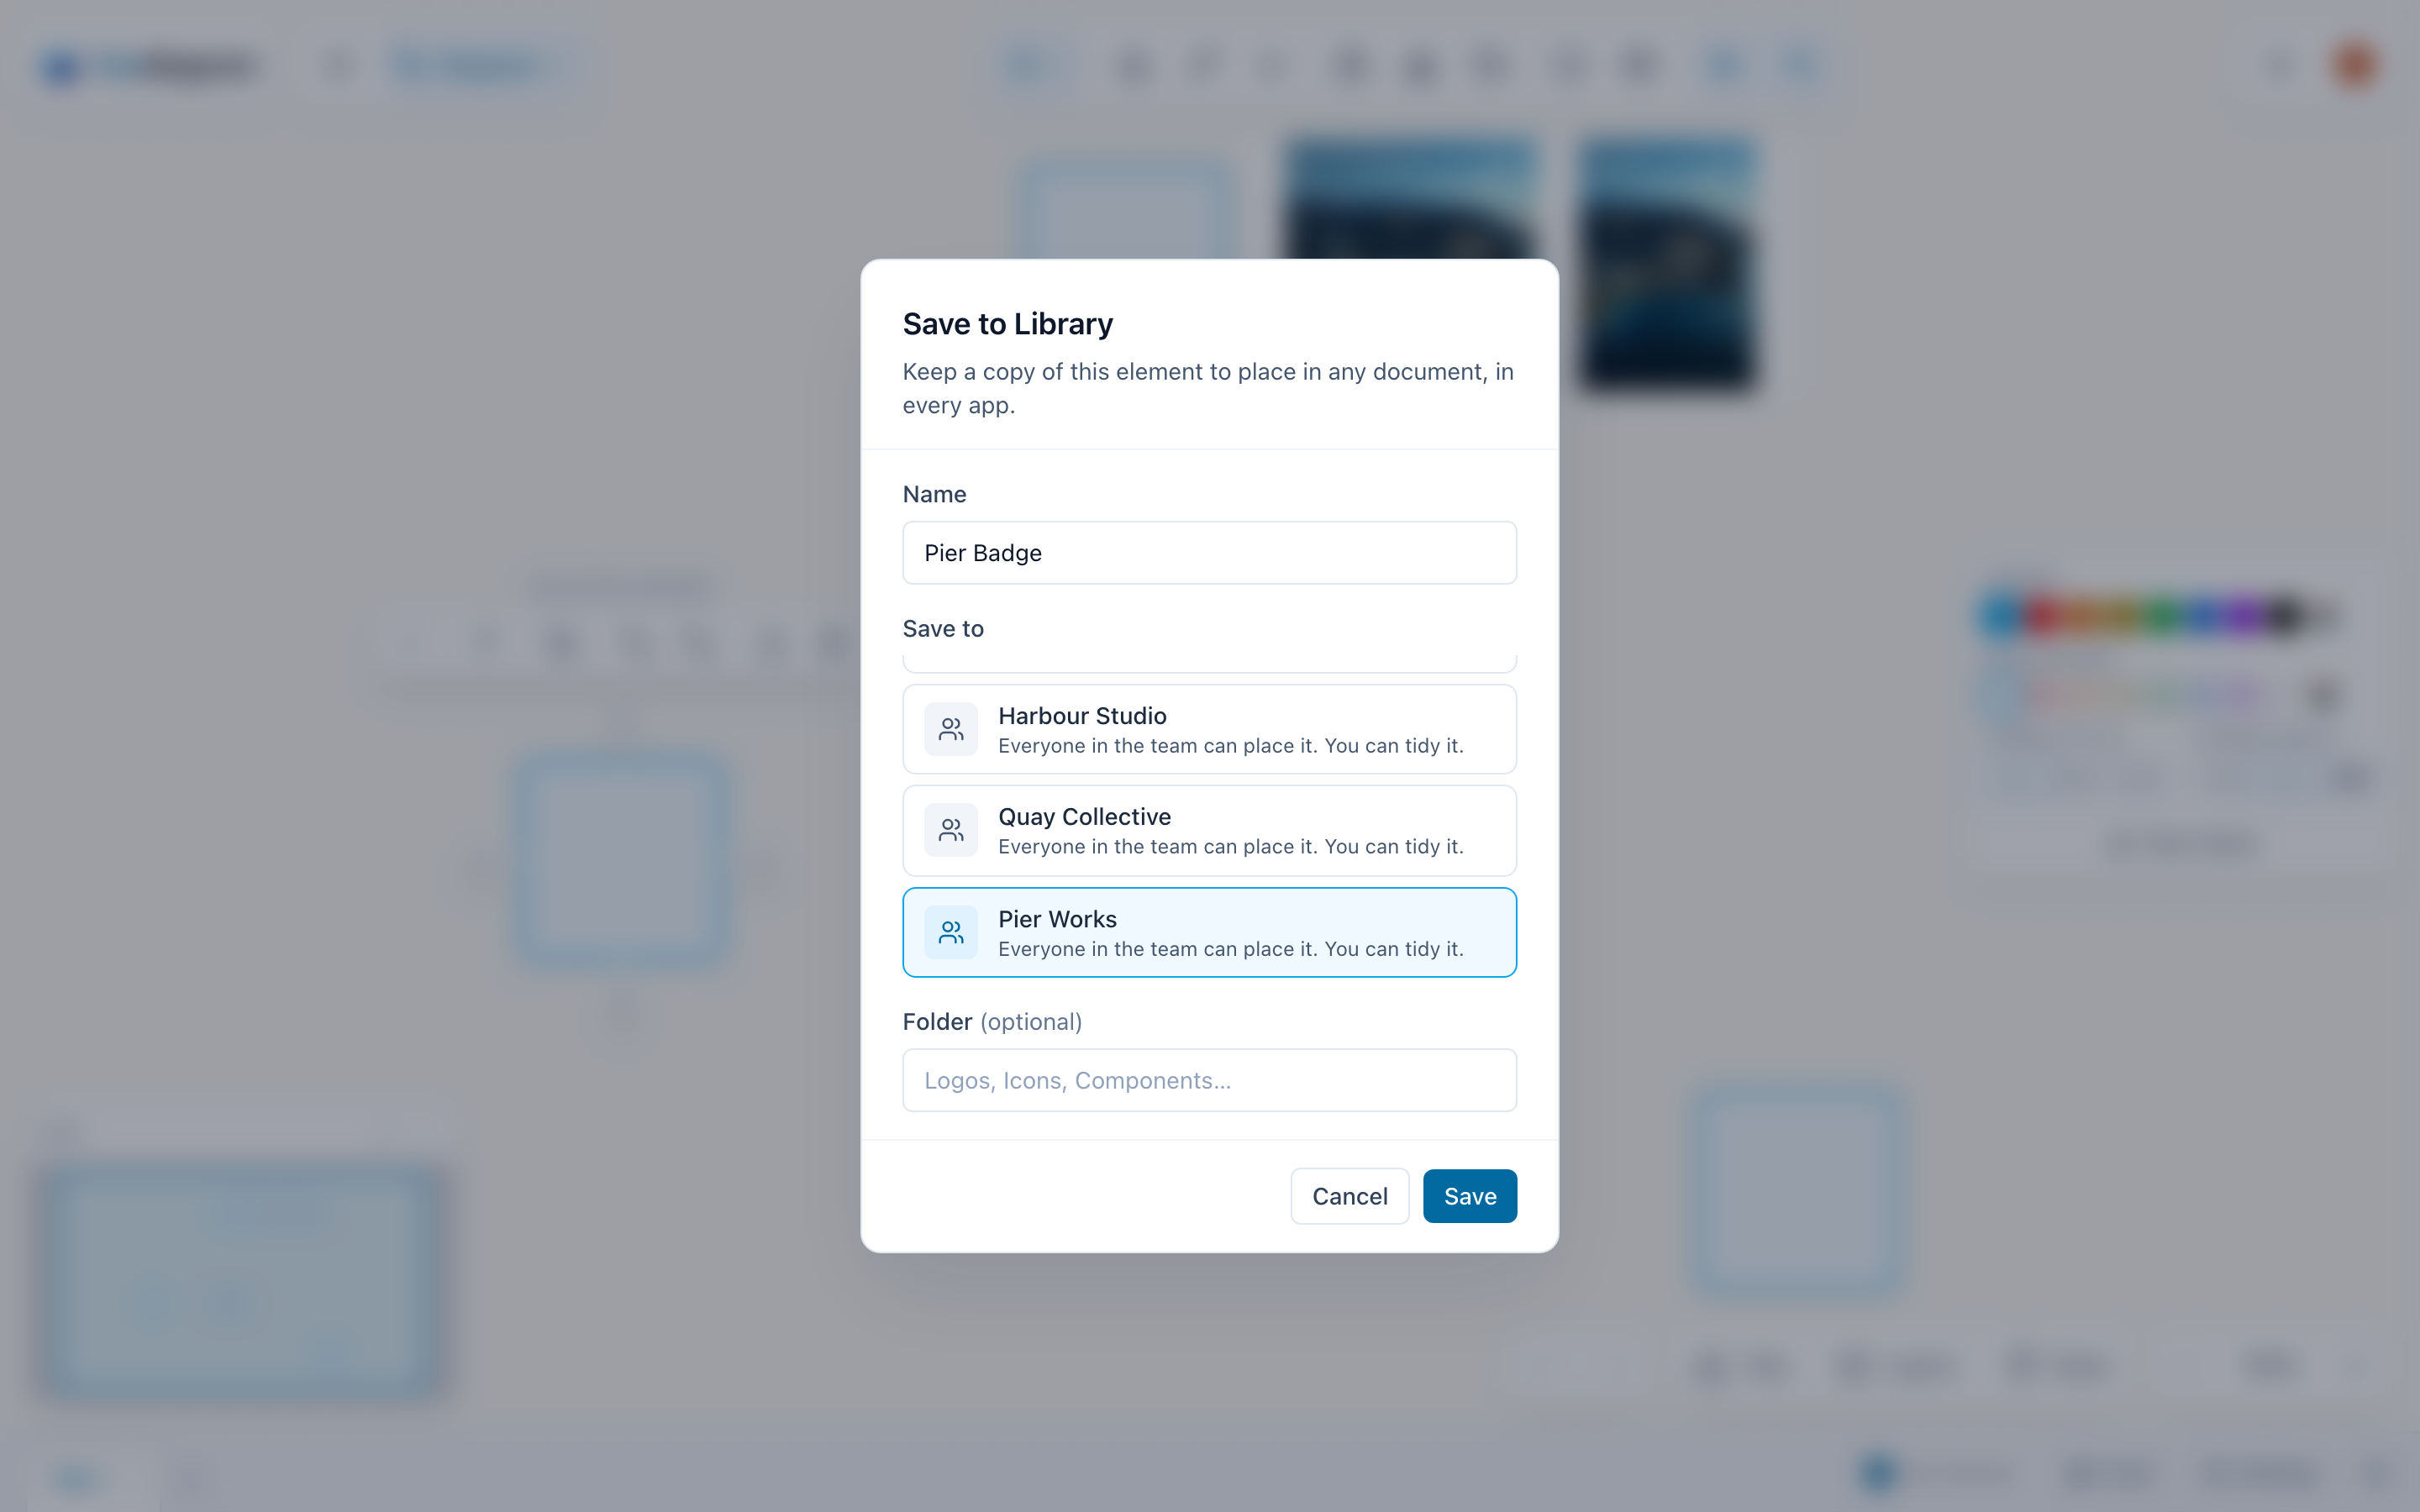 Save to Library
Keep a copy of this element to place in any document, in
every app.
Name
Pier Badge
Save to
Harbour Studio
Everyone in the team can place it. You can tidy it.
Quay Collective
Everyone in the team can place it. You can tidy it.
Pier Works
Everyone in the team can place it. You can tidy it.
Folder (optional)
Logos, Icons, Components...
Cancel
Save